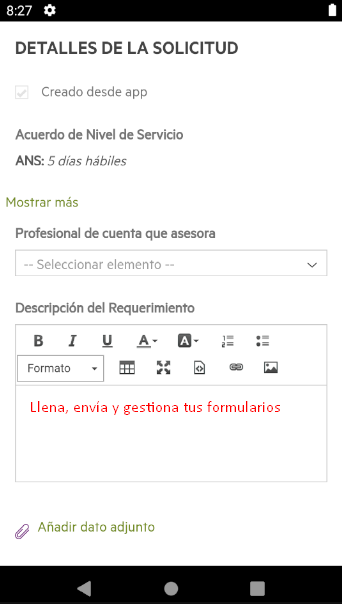 8:27
DETALLES DE LA SOLICITUD
Creado desde app
Acuerdo de Nivel de Servicio
ANS: 5 días hábiles
Mostrar más
Profesional de cuenta que asesora
-- Seleccionar elemento --
Descripción del Requerimiento
B I U A A
Formato
Llena, envía y gestiona tus formularios
Añadir dato adjunto